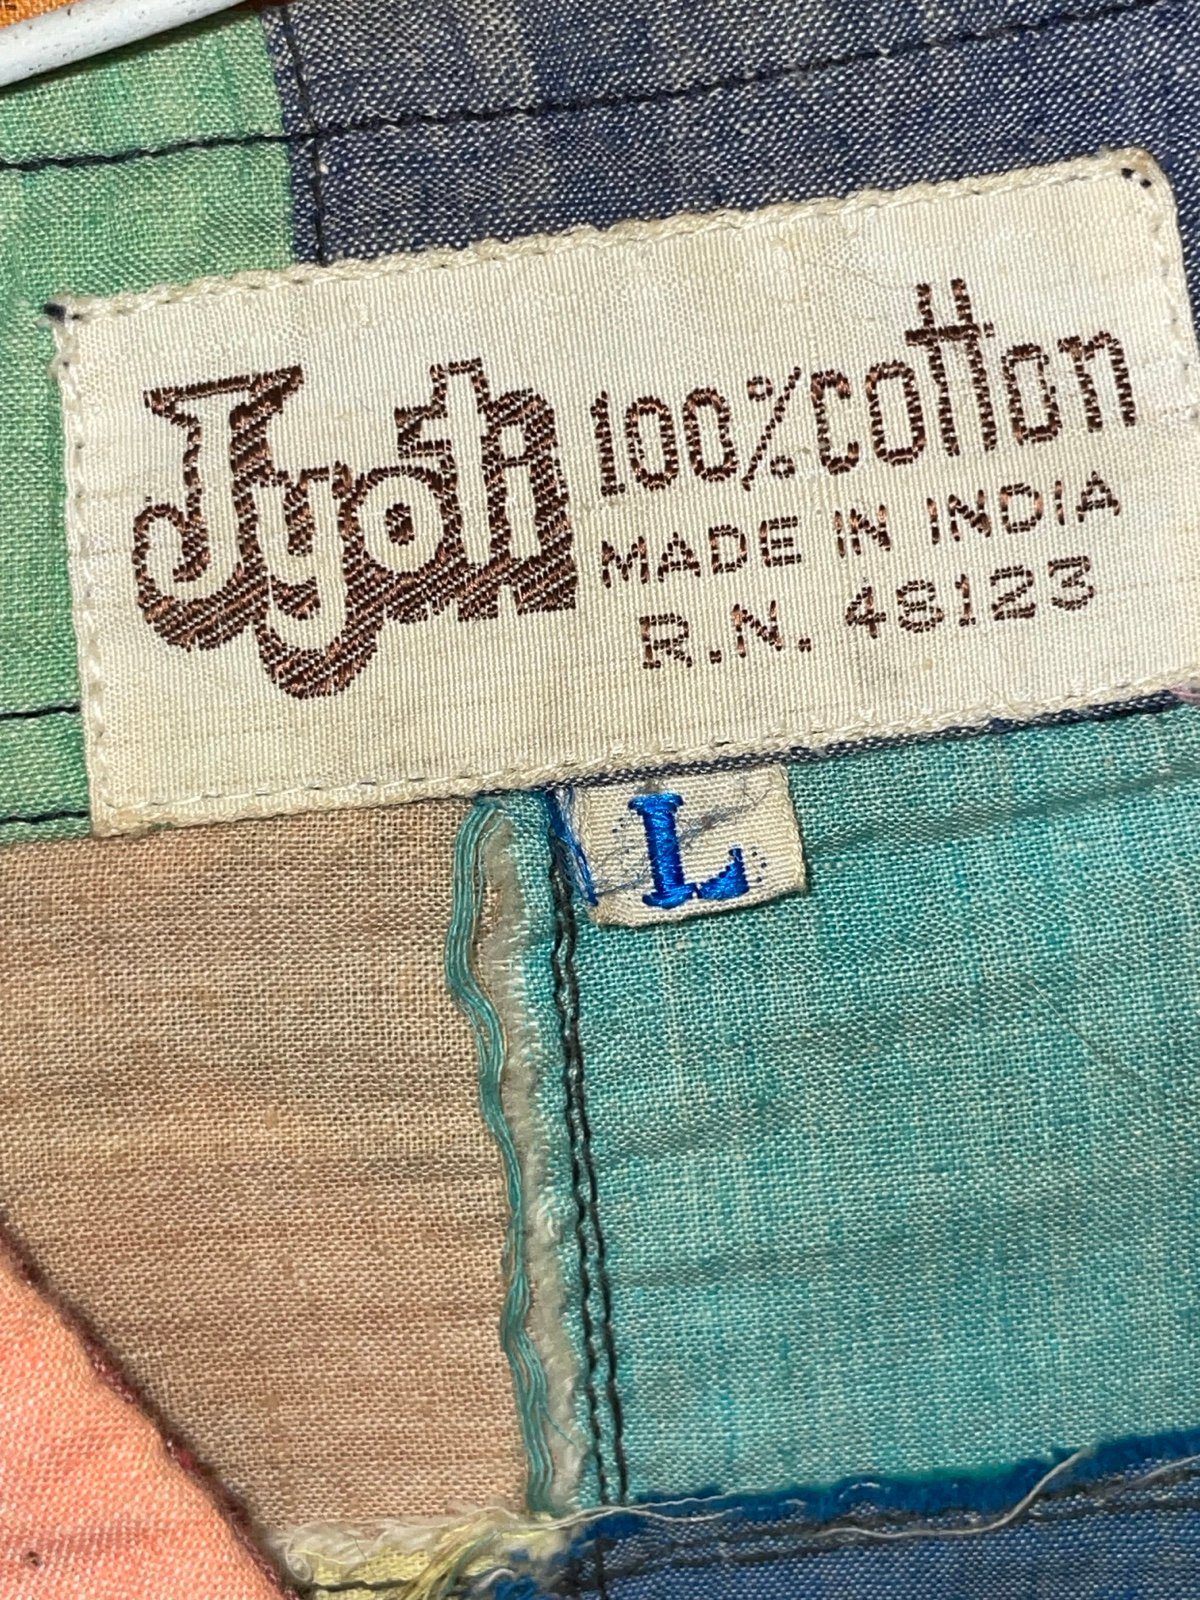 Jyoti
100% cotton
MADE IN INDIA
R.N. 48123
L